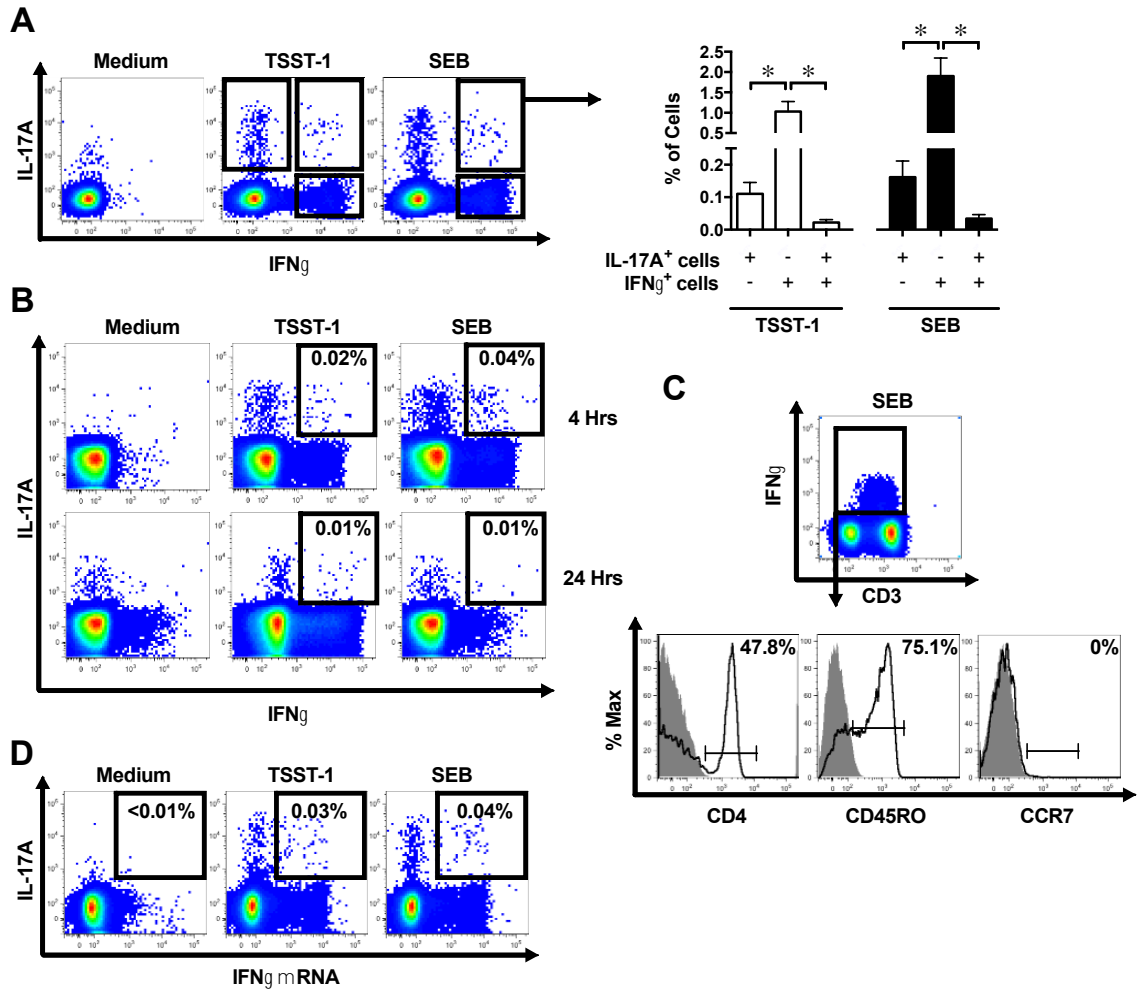 A
Medium TSST-1 SEB
IL-17A
IFNg
% of Cells
2.5
2.0
1.5
1.0
0.5
0.2
0.1
0.0
* * * *
IL-17A+ cells + - + + - +
IFNg+ cells - + + - + +
TSST-1 SEB
B
Medium TSST-1 SEB
0.02% 0.04%
4 Hrs
IL-17A
0.01% 0.01%
24 Hrs
IFNg
C
SEB
IFNg
CD3
47.8% 75.1% 0%
% Max
CD4 CD45RO CCR7
D
Medium TSST-1 SEB
<0.01% 0.03% 0.04%
IL-17A
IFNg mRNA